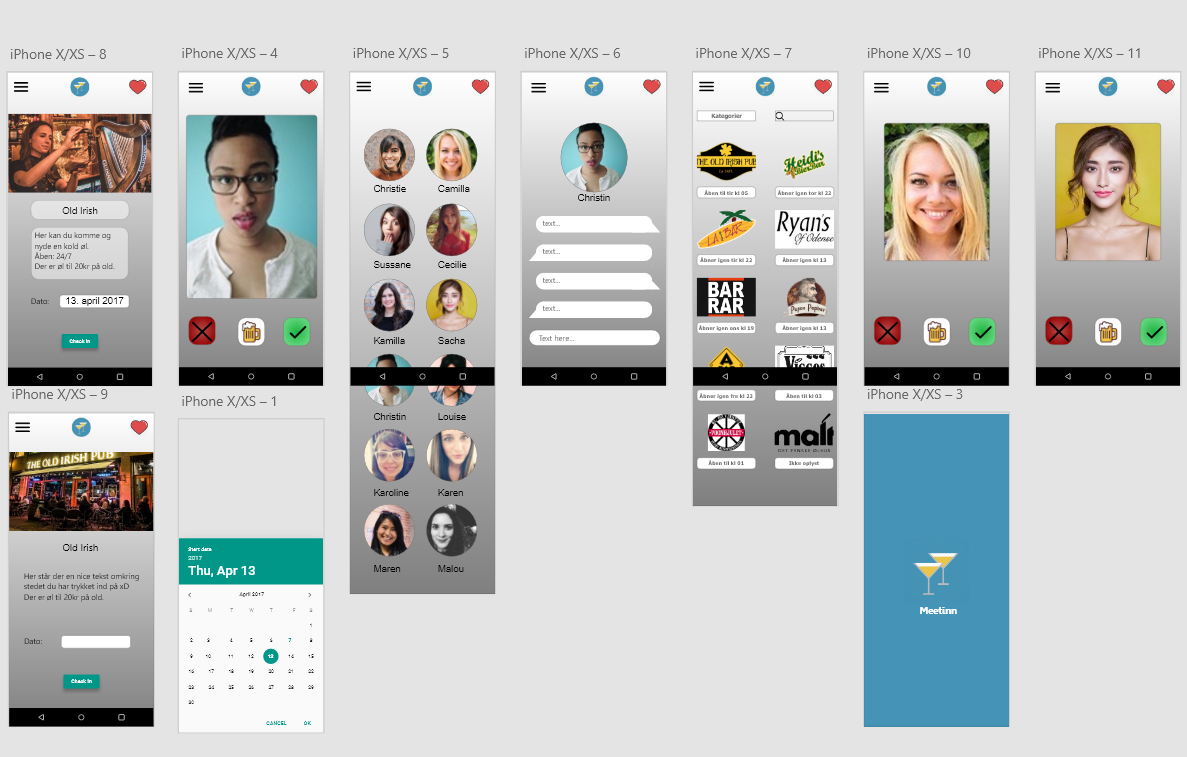 iPhone X/XS – 8
Old Irish
Her kan du komme og
nyde en kold øl.
Åben: 24/7
Der er øl til 20kr på old.
Dato:
13. april 2017
Check in
iPhone X/XS – 4
iPhone X/XS – 5
Christie
Camilla
Sussane
Cecilie
Kamilla
Sacha
Christin
Louise
Karoline
Karen
Maren
Malou
iPhone X/XS – 6
Christin
text...
text...
text...
text...
Text here...
iPhone X/XS – 7
Kategorier
THE OLD IRISH PUB
Heidi's
Bier Bar
Åben til tir kl 05
Åbner igen tor kl 22
LA BAR
Ryan's
Of Odense
Åbner igen tir kl 22
Åbner igen kl 13
BAR
RAR
Åbner igen ons kl 19
Åbner igen kl 13
A
Viggos
Åbner igen fre kl 22
Åben til kl 03
malt
Åben til kl 01
Ikke oplyst
iPhone X/XS – 10
iPhone X/XS – 11
iPhone X/XS – 9
THE OLD IRISH PUB
Old Irish
Her står der en nice tekst omkring
stedet du har trykket ind på xD
Der er øl til 20kr på old.
Dato:
Check in
iPhone X/XS – 1
Start date
2017
Thu, Apr 13
April 2017
S M T W T F S
1
2 3 4 5 6 7 8
9 10 11 12 13 14 15
16 17 18 19 20 21 22
23 24 25 26 27 28 29
30
CANCEL OK
iPhone X/XS – 3
Meetinn